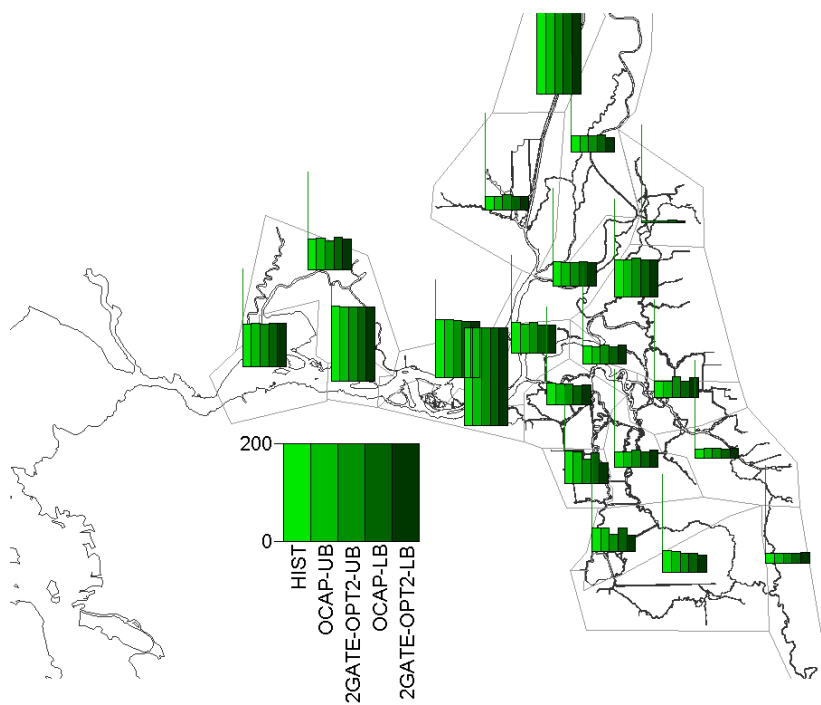 200
0
HIST
OCAP-UB
2GATE-OPT2-UB
OCAP-LB
2GATE-OPT2-LB